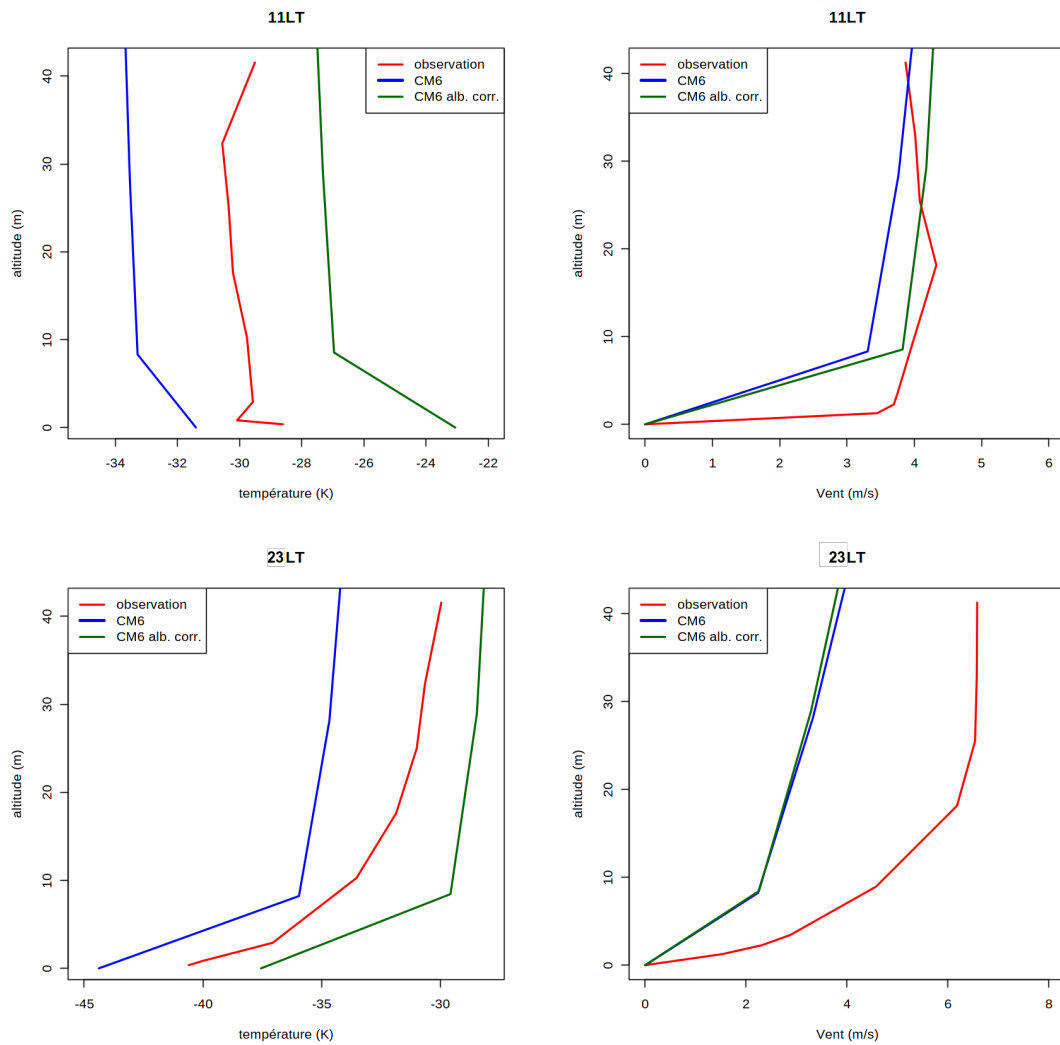 11LT
observation
CM6
CM6 alb. corr.
altitude (m)
40
30
20
10
0
-34 -32 -30 -28 -26 -24 -22
température (K)
11LT
observation
CM6
CM6 alb. corr.
altitude (m)
40
30
20
10
0
0 1 2 3 4 5 6
Vent (m/s)
23LT
observation
CM6
CM6 alb. corr.
altitude (m)
40
30
20
10
0
-45 -40 -35 -30
température (K)
23LT
observation
CM6
CM6 alb. corr.
altitude (m)
40
30
20
10
0
0 2 4 6 8
Vent (m/s)